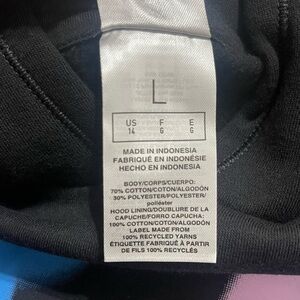 L
US F E
14 G G
MADE IN INDONESIA
FABRIQUÉ EN INDONÉSIE
HECHO EN INDONESIA
BODY/CORPS/CUERPO:
70% COTTON/COTON/ALGODÓN
30% POLYESTER/POLYESTER/
poliéster
HOOD LINING/DOUBLURE DE LA
CAPUCHE/FORRO CAPUCHA:
100% COTTON/COTON/ALGODÓN
LABEL MADE FROM
100% RECYCLED YARNS
ÉTIQUETTE FABRIQUÉ À PARTIR
DE FILS 100% RECYCLÉS